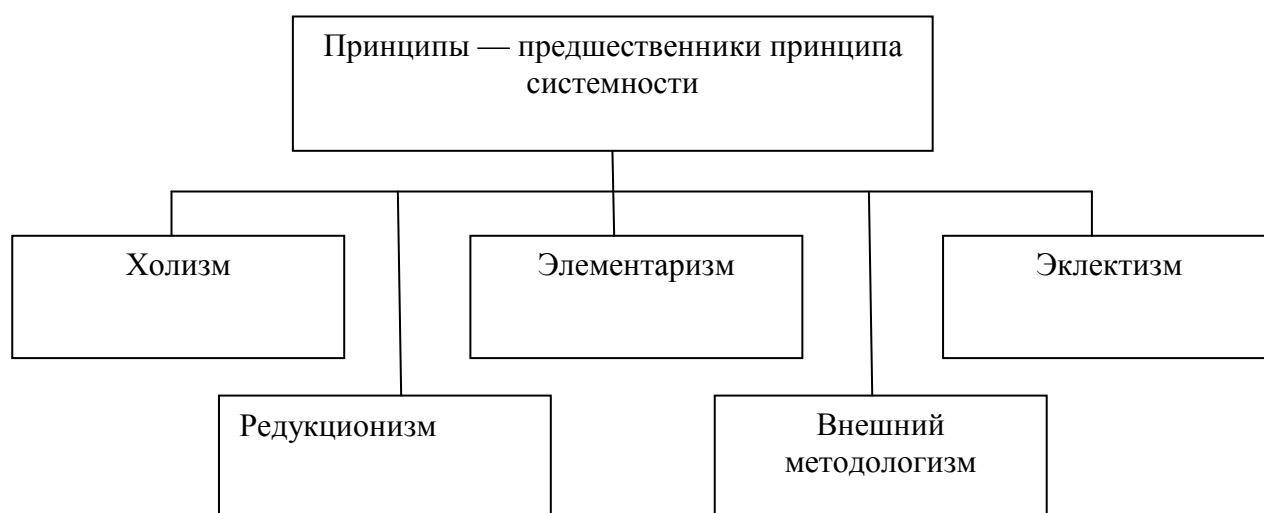 Принципы — предшественники принципа
системности
Холизм
Элементаризм
Эклектизм
Редукционизм
Внешний
методологизм